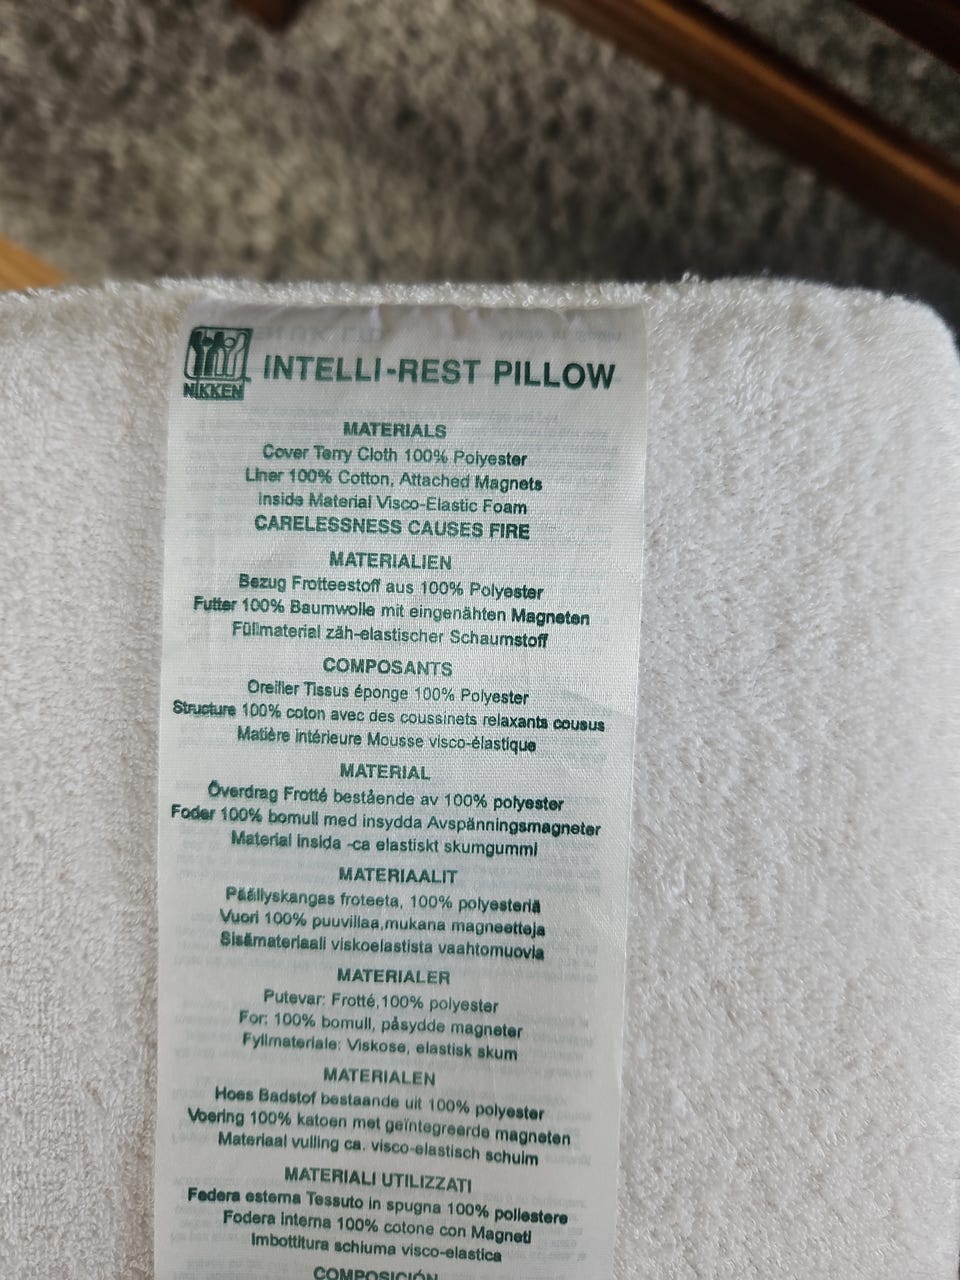 NIKKEN
INTELLI-REST PILLOW
MATERIALS
Cover Terry Cloth 100% Polyester
Liner 100% Cotton, Attached Magnets
Inside Material Visco-Elastic Foam
CARELESSNESS CAUSES FIRE
MATERIALIEN
Bezug Frotteestoff aus 100% Polyester
Futter 100% Baumwolle mit eingenähten Magneten
Füllmaterial zäh-elastischer Schaumstoff
COMPOSANTS
Oreiller Tissus éponge 100% Polyester
Structure 100% coton avec des coussinets relaxants cousus
Matière intérieure Mousse visco-élastique
MATERIAL
Överdrag Frotté bestående av 100% polyester
Foder 100% bomull med insydda Avspänningsmagneter
Material insida -ca elastiskt skumgummi
MATERIAALIT
Päällyskangas froteeta, 100% polyesteriä
Vuori 100% puuvillaa,mukana magneetteja
Sisämateriaali viskoelastista vaahtomuovia
MATERIALER
Putevar: Frotté,100% polyester
For: 100% bomull, påsydde magneter
Fyllmateriale: Viskose, elastisk skum
MATERIALEN
Hoes Badstof bestaande uit 100% polyester
Voering 100% katoen met geïntegreerde magneten
Materiaal vulling ca. visco-elastisch schuim
MATERIALI UTILIZZATI
Federa esterna Tessuto in spugna 100% poliestere
Fodera interna 100% cotone con Magneti
Imbottitura schiuma visco-elastica
COMPOSICIÓN